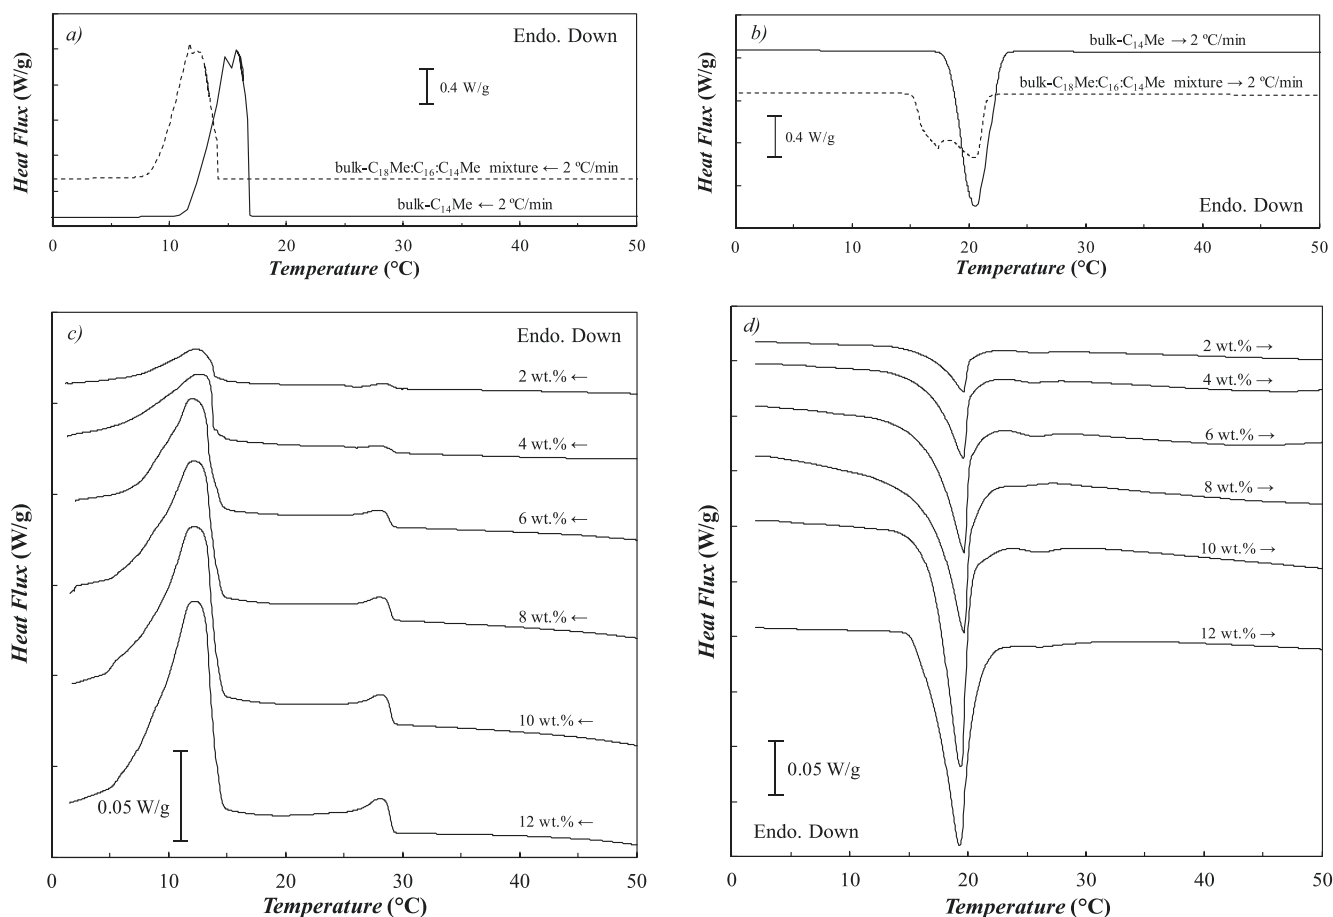 a)
Endo. Down
0.4 W/g
bulk-C₁₈Me:C₁₆:C₁₄Me mixture ← 2 ºC/min
bulk-C₁₄Me ← 2 ºC/min
Heat Flux (W/g)
0 10 20 30 40 50
Temperature (°C)
b)
bulk-C₁₄Me → 2 ºC/min
bulk-C₁₈Me:C₁₆:C₁₄Me mixture → 2 ºC/min
0.4 W/g
Endo. Down
Heat Flux (W/g)
0 10 20 30 40 50
Temperature (°C)
c)
Endo. Down
2 wt.% ←
4 wt.% ←
6 wt.% ←
8 wt.% ←
10 wt.% ←
12 wt.% ←
0.05 W/g
Heat Flux (W/g)
0 10 20 30 40 50
Temperature (°C)
d)
2 wt.% →
4 wt.% →
6 wt.% →
8 wt.% →
10 wt.% →
12 wt.% →
0.05 W/g
Endo. Down
Heat Flux (W/g)
0 10 20 30 40 50
Temperature (°C)